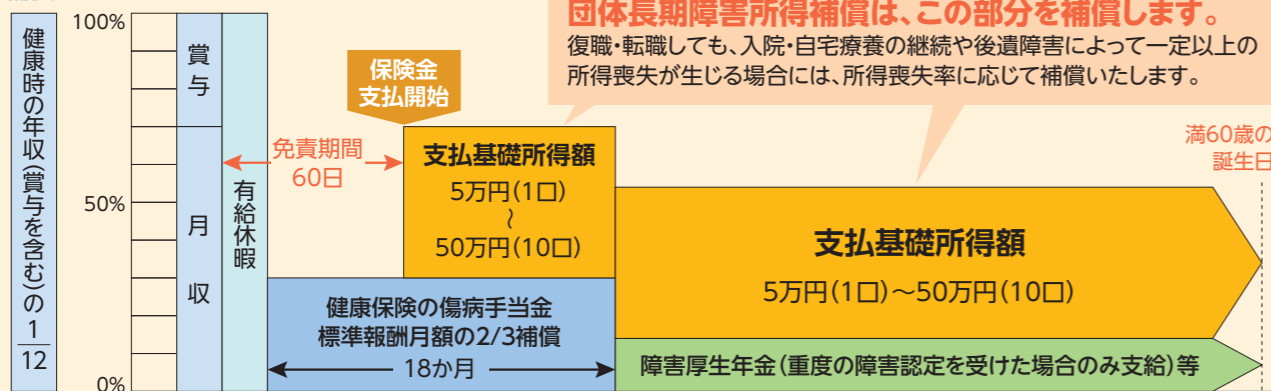 団体長期障害所得補償は、この部分を補償します。
復職・転職しても、入院・自宅療養の継続や後遺障害によって一定以上の
所得喪失が生じる場合には、所得喪失率に応じて補償いたします。
健康時の年収(賞与を含む)の1/12
100%
50%
0%
賞与
月収
有給休暇
免責期間
60日
保険金
支払開始
支払基礎所得額
5万円(1口)
〜
50万円(10口)
健康保険の傷病手当金
標準報酬月額の2/3補償
18か月
満60歳の
誕生日
支払基礎所得額
5万円(1口)〜50万円(10口)
障害厚生年金(重度の障害認定を受けた場合のみ支給)等